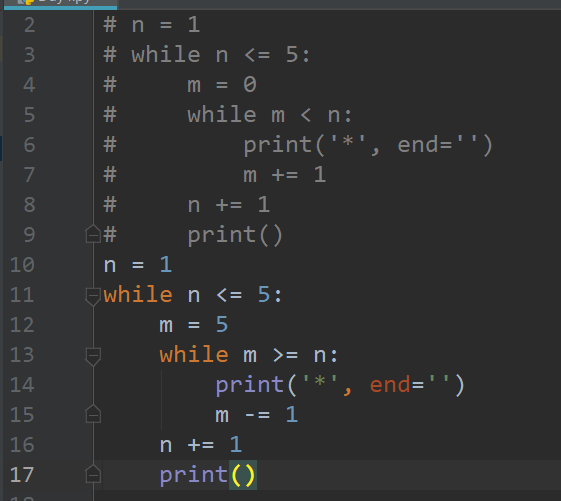 2 # n = 1
3 # while n <= 5:
4 #     m = 0
5 #     while m < n:
6 #         print('*', end='')
7 #         m += 1
8 #     n += 1
9 #     print()
10 n = 1
11 while n <= 5:
12     m = 5
13     while m >= n:
14         print('*', end='')
15         m -= 1
16     n += 1
17     print()